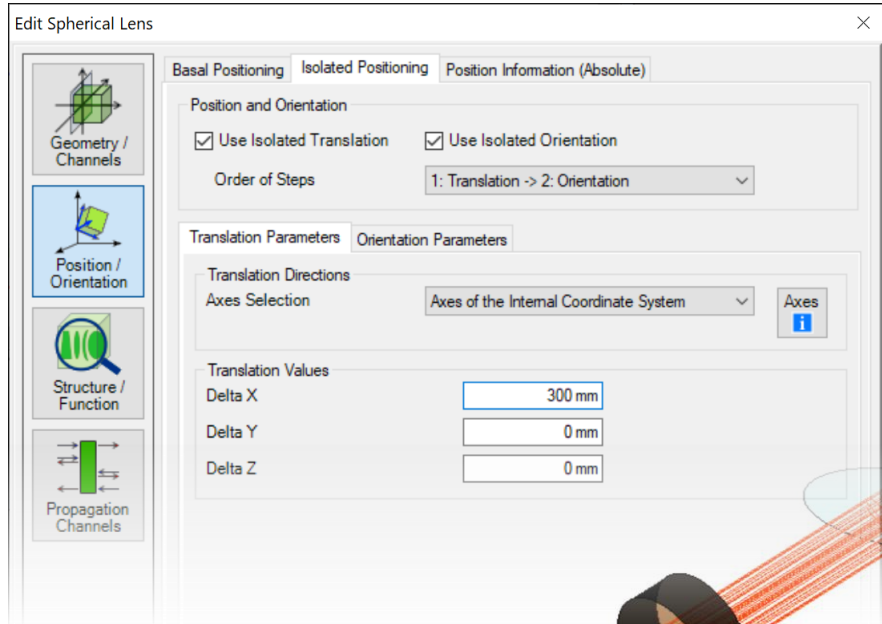 Edit Spherical Lens
Basal Positioning Isolated Positioning Position Information (Absolute)
Position and Orientation
Use Isolated Translation Use Isolated Orientation
Order of Steps 1: Translation -> 2: Orientation
Geometry /
Channels
Position /
Orientation
Structure /
Function
Propagation
Channels
Translation Parameters Orientation Parameters
Translation Directions
Axes Selection Axes of the Internal Coordinate System Axes
i
Translation Values
Delta X 300 mm
Delta Y 0 mm
Delta Z 0 mm